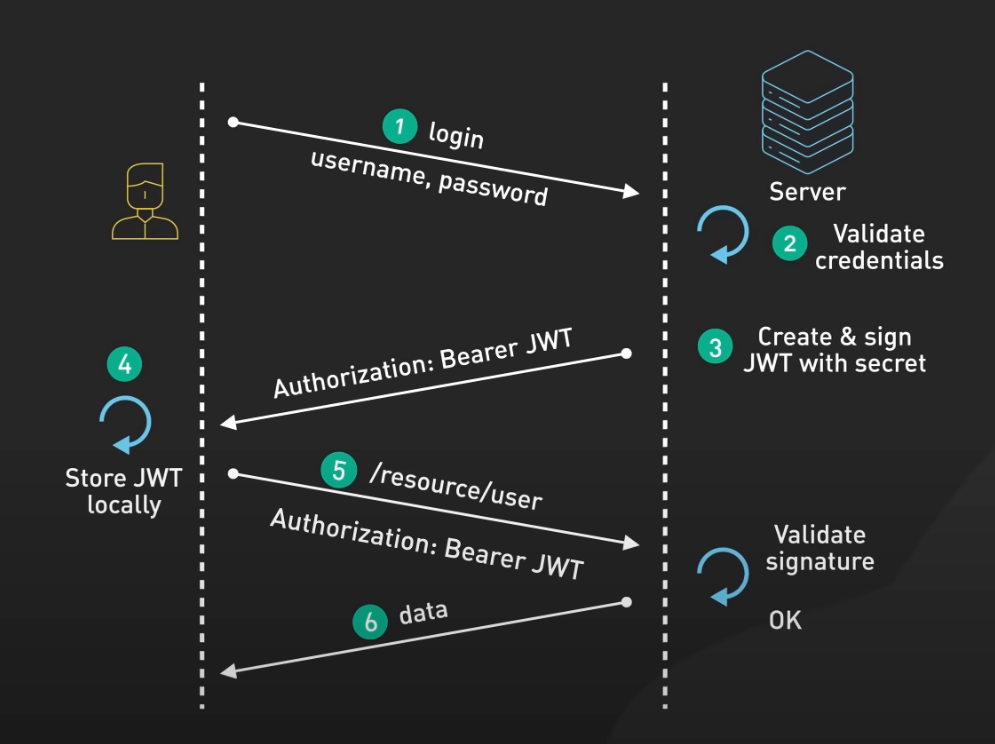 1 login
username, password
Server
2 Validate
credentials
3 Create & sign
JWT with secret
Authorization: Bearer JWT
4
Store JWT
locally
5 /resource/user
Authorization: Bearer JWT
Validate
signature
OK
6 data